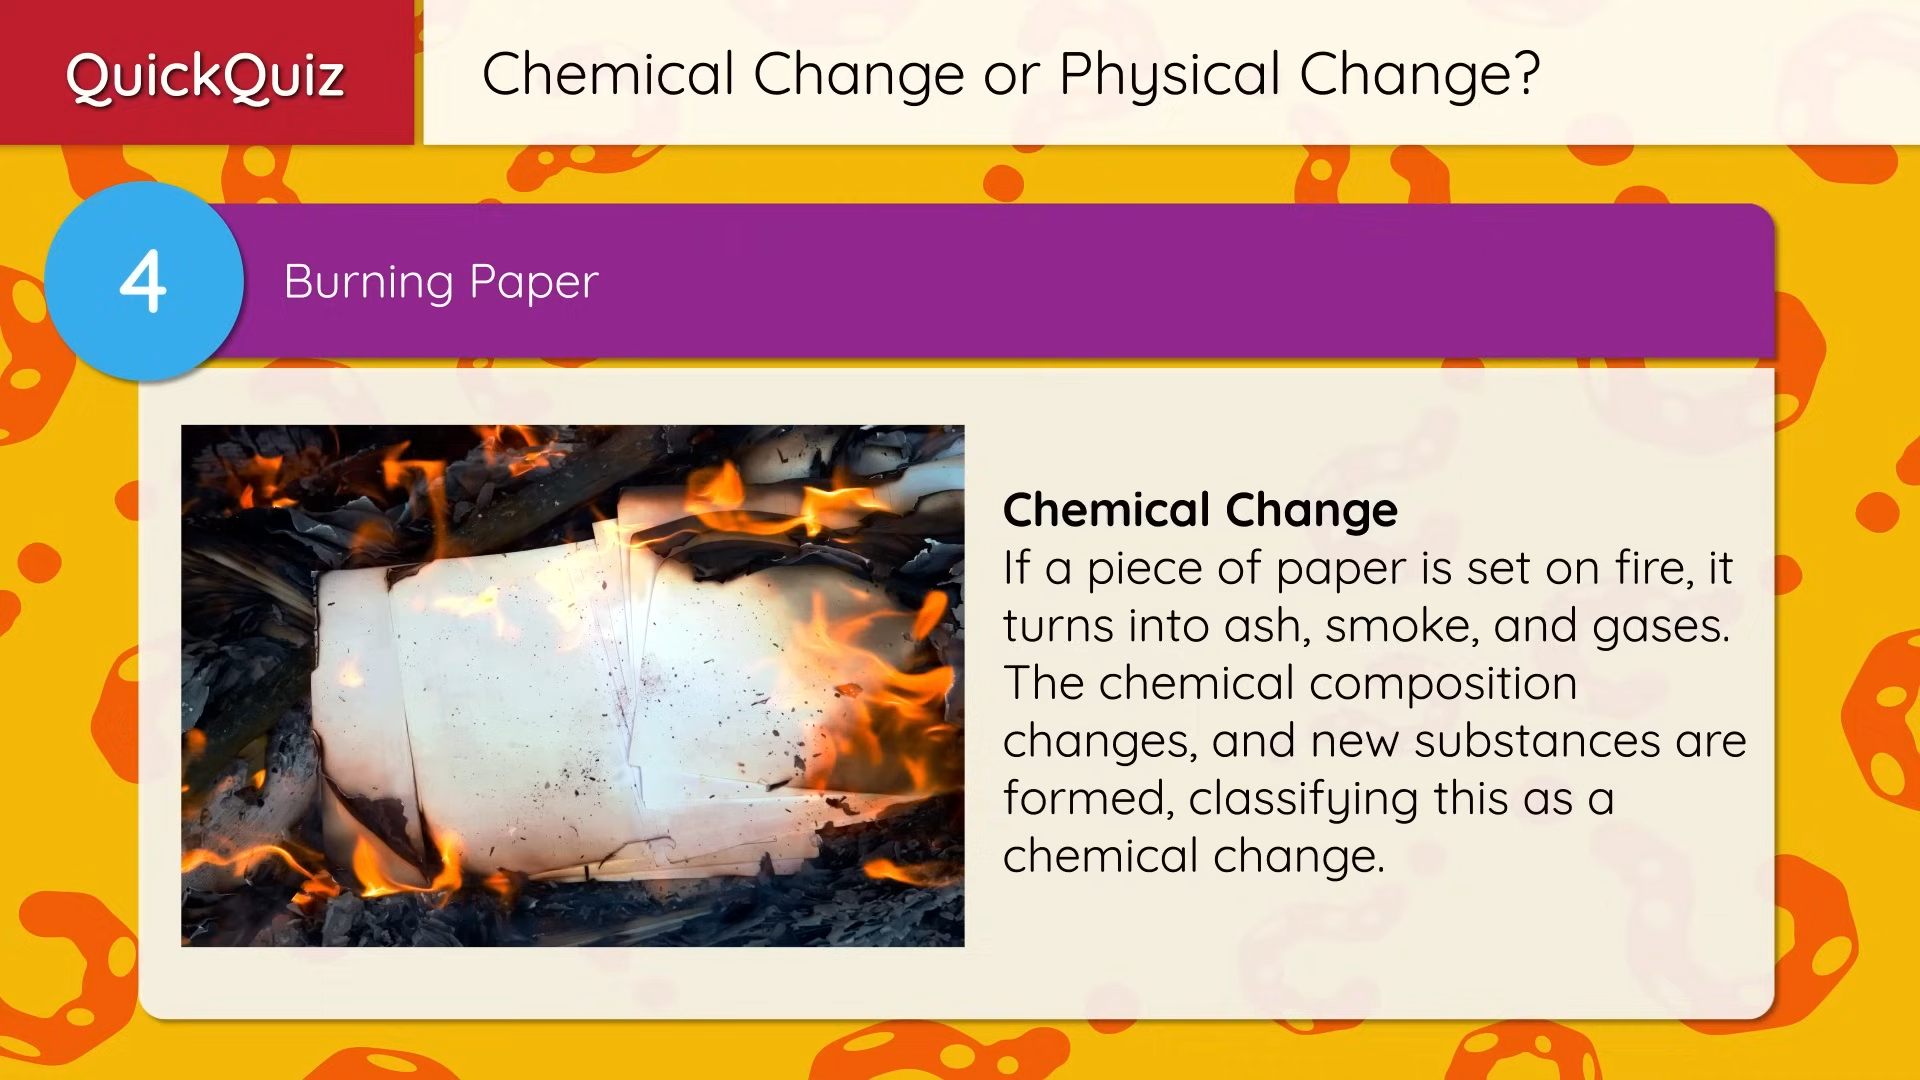 QuickQuiz
Chemical Change or Physical Change?
4
Burning Paper
Chemical Change
If a piece of paper is set on fire, it
turns into ash, smoke, and gases.
The chemical composition
changes, and new substances are
formed, classifying this as a
chemical change.